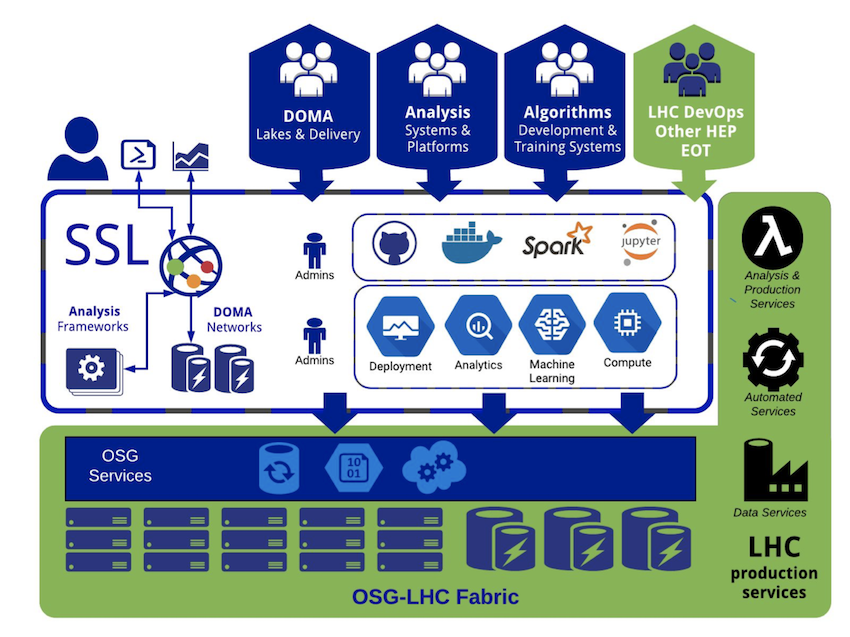 DOMA
Lakes & Delivery
Analysis
Systems &
Platforms
Algorithms
Development &
Training Systems
LHC DevOps
Other HEP
EOT
SSL
Analysis
Frameworks
DOMA
Networks
Admins
Admins
Spark
jupyter
Deployment
Analytics
Machine
Learning
Compute
λ
Analysis &
Production
Services
Automated
Services
Data Services
LHC
production
services
OSG
Services
10
01
OSG-LHC Fabric